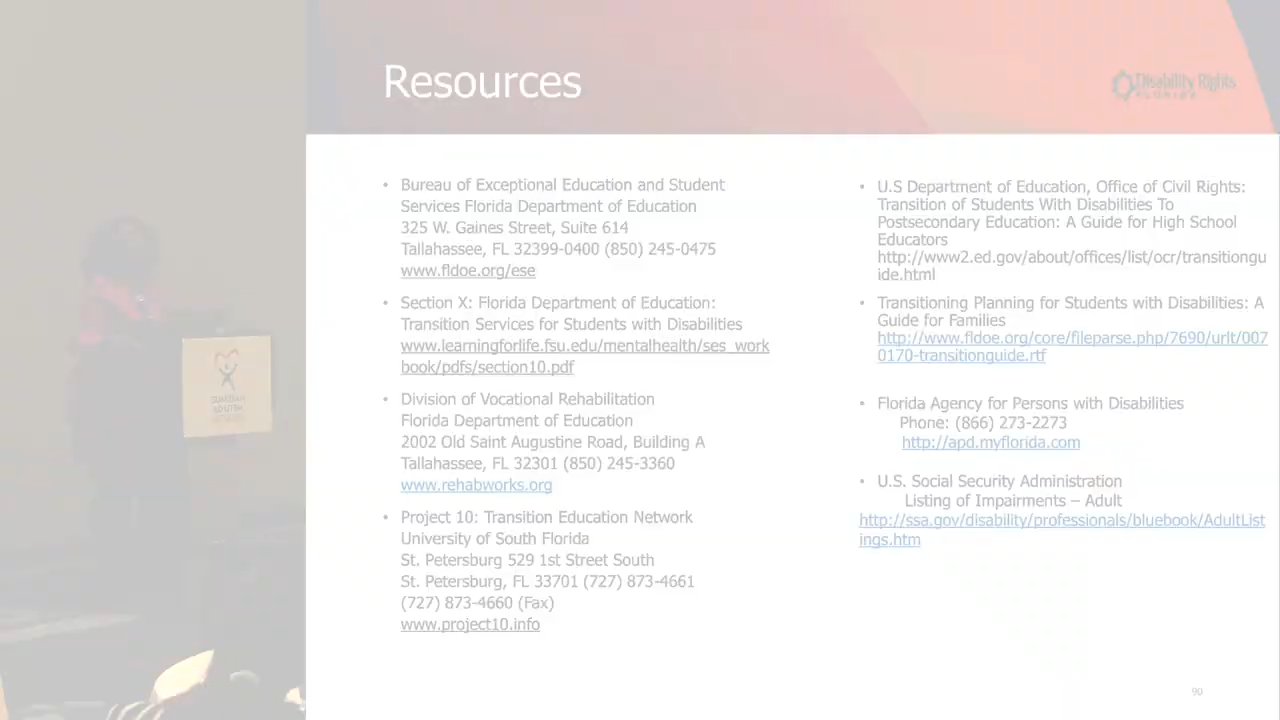 Resources
Disability Rights
FLORIDA
• Bureau of Exceptional Education and Student
Services Florida Department of Education
325 W. Gaines Street, Suite 614
Tallahassee, FL 32399-0400 (850) 245-0475
www.fldoe.org/ese
• Section X: Florida Department of Education:
Transition Services for Students with Disabilities
www.learningforlife.fsu.edu/mentalhealth/ses_work
book/pdfs/section10.pdf
• Division of Vocational Rehabilitation
Florida Department of Education
2002 Old Saint Augustine Road, Building A
Tallahassee, FL 32301 (850) 245-3360
www.rehabworks.org
• Project 10: Transition Education Network
University of South Florida
St. Petersburg 529 1st Street South
St. Petersburg, FL 33701 (727) 873-4661
(727) 873-4660 (Fax)
www.project10.info
• U.S Department of Education, Office of Civil Rights:
Transition of Students With Disabilities To
Postsecondary Education: A Guide for High School
Educators
http://www2.ed.gov/about/offices/list/ocr/transitiongu
ide.html
• Transitioning Planning for Students with Disabilities: A
Guide for Families
http://www.fldoe.org/core/fileparse.php/7690/urlt/007
0170-transitionguide.rtf
• Florida Agency for Persons with Disabilities
Phone: (866) 273-2273
http://apd.myflorida.com
• U.S. Social Security Administration
Listing of Impairments – Adult
http://ssa.gov/disability/professionals/bluebook/AdultList
ings.htm
90